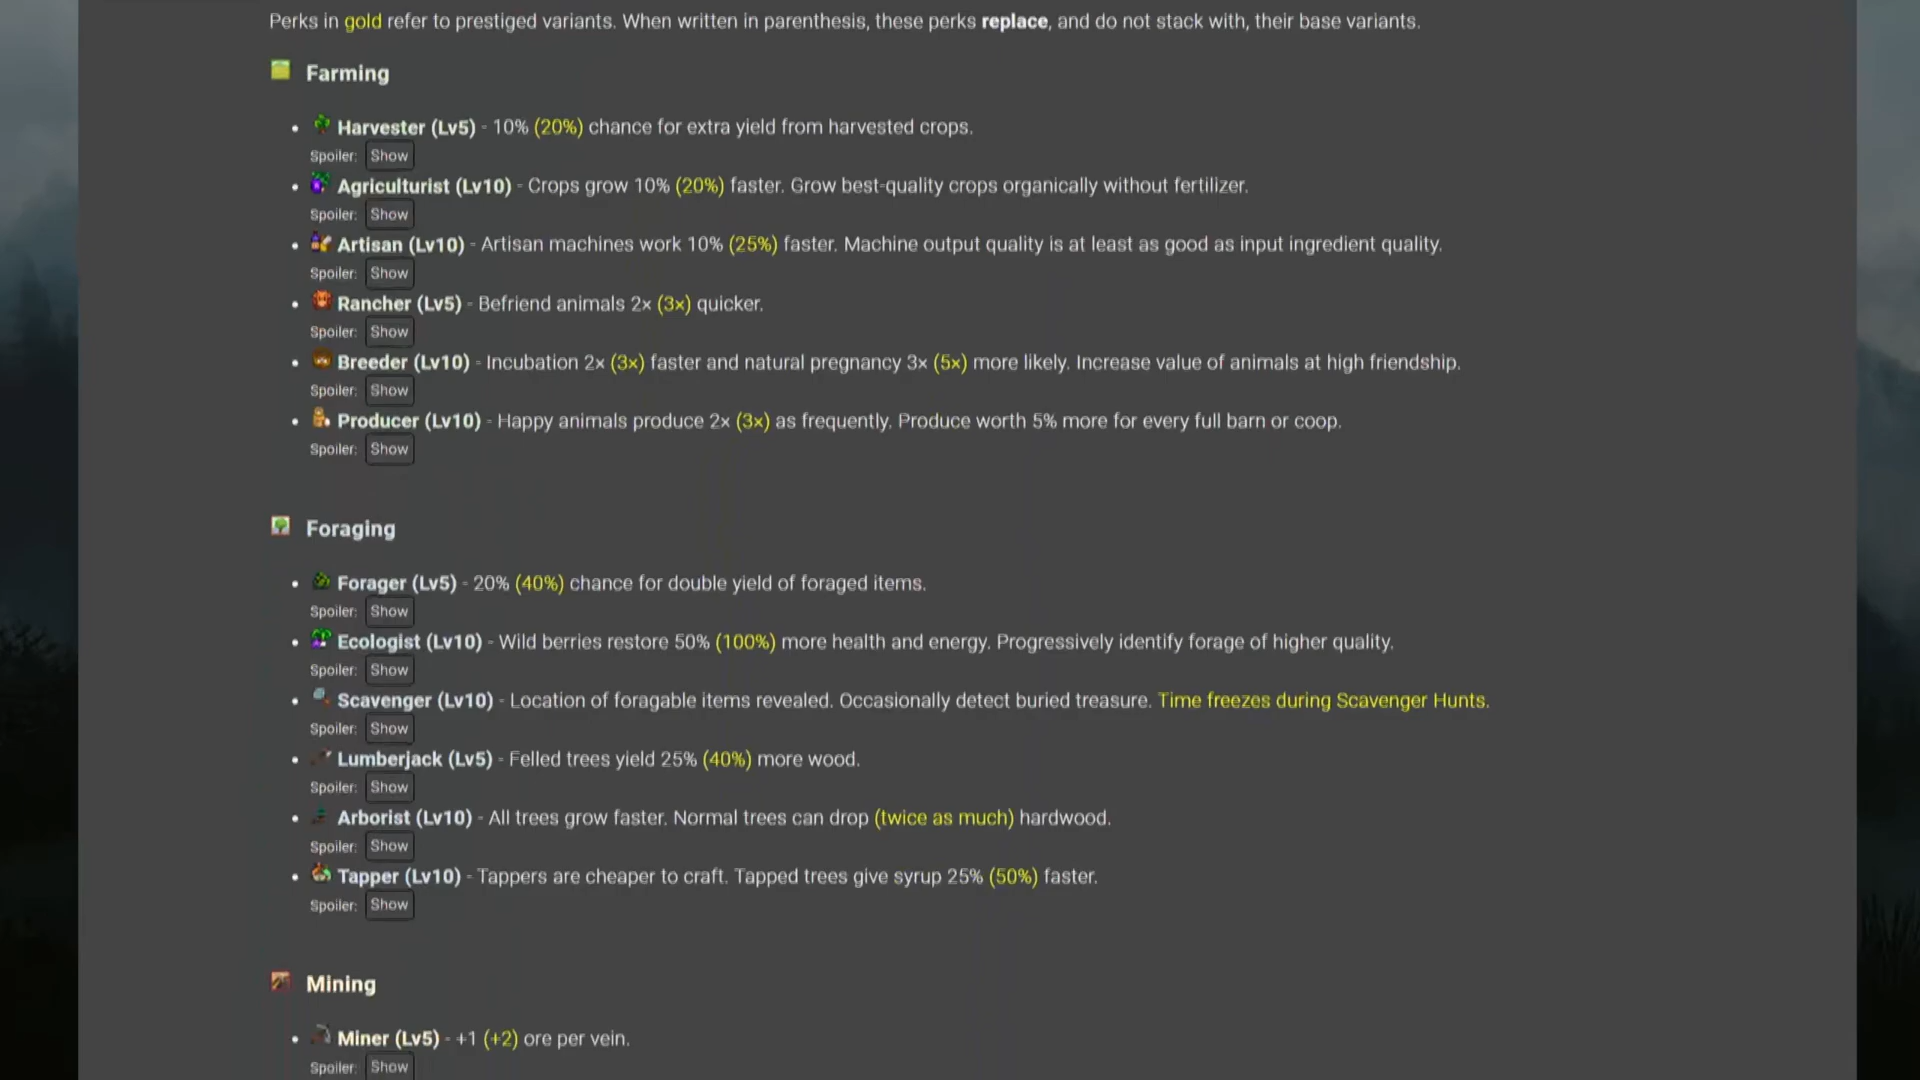 Perks in gold refer to prestiged variants. When written in parenthesis, these perks replace, and do not stack with, their base variants.
Farming
• Harvester (Lv5) - 10% (20%) chance for extra yield from harvested crops.
Spoiler: Show
• Agriculturist (Lv10) - Crops grow 10% (20%) faster. Grow best-quality crops organically without fertilizer.
Spoiler: Show
• Artisan (Lv10) - Artisan machines work 10% (25%) faster. Machine output quality is at least as good as input ingredient quality.
Spoiler: Show
• Rancher (Lv5) - Befriend animals 2× (3×) quicker.
Spoiler: Show
• Breeder (Lv10) - Incubation 2× (3×) faster and natural pregnancy 3× (5×) more likely. Increase value of animals at high friendship.
Spoiler: Show
• Producer (Lv10) - Happy animals produce 2× (3×) as frequently. Produce worth 5% more for every full barn or coop.
Spoiler: Show
Foraging
• Forager (Lv5) - 20% (40%) chance for double yield of foraged items.
Spoiler: Show
• Ecologist (Lv10) - Wild berries restore 50% (100%) more health and energy. Progressively identify forage of higher quality.
Spoiler: Show
• Scavenger (Lv10) - Location of foragable items revealed. Occasionally detect buried treasure. Time freezes during Scavenger Hunts.
Spoiler: Show
• Lumberjack (Lv5) - Felled trees yield 25% (40%) more wood.
Spoiler: Show
• Arborist (Lv10) - All trees grow faster. Normal trees can drop (twice as much) hardwood.
Spoiler: Show
• Tapper (Lv10) - Tappers are cheaper to craft. Tapped trees give syrup 25% (50%) faster.
Spoiler: Show
Mining
• Miner (Lv5) - +1 (+2) ore per vein.
Spoiler: Show